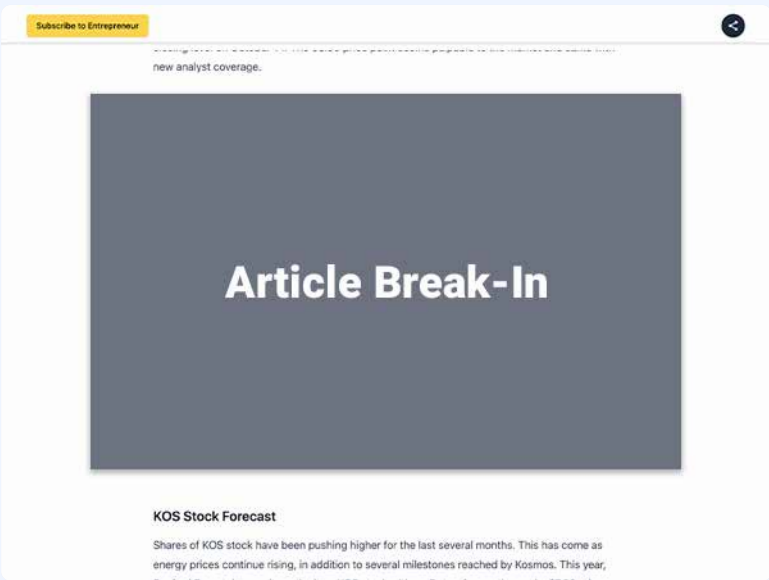 Subscribe to Entrepreneur
new analyst coverage.
Article Break-In
KOS Stock Forecast
Shares of KOS stock have been pushing higher for the last several months. This has come as
energy prices continue rising, in addition to several milestones reached by Kosmos. This year,